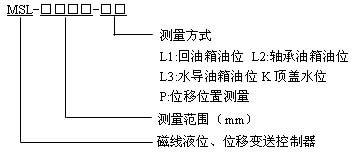 MSL-□□□□-□□
测量方式
L1:回油箱油位 L2:轴承油箱油位
L3:水导油箱油位 K顶盖水位
P:位移位置测量
测量范围（mm）
磁线液位、位移变送控制器